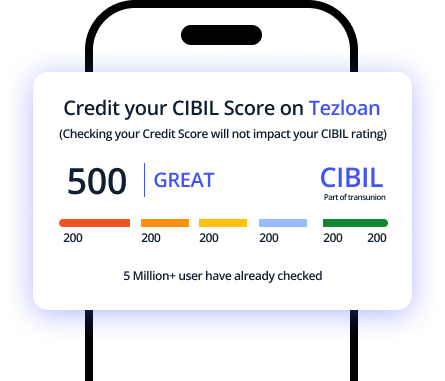 Credit your CIBIL Score on Tezloan
(Checking your Credit Score will not impact your CIBIL rating)
500 GREAT CIBIL
Part of transunion
200 200 200 200 200 200
5 Million+ user have already checked